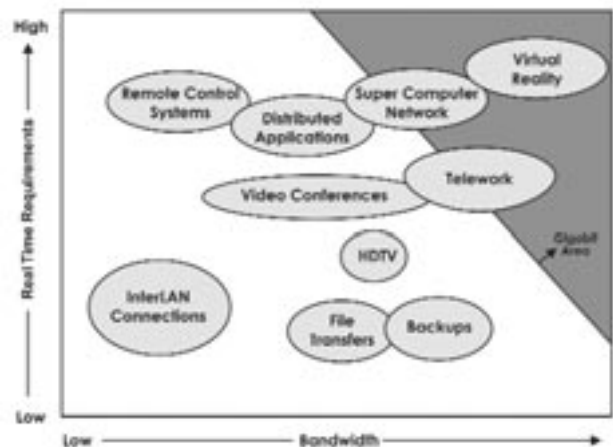 High
Real Time Requirements
Low
Virtual
Reality
Remote Control
Systems
Super Computer
Network
Distributed
Applications
Telework
Video Conferences
Gigabit
Area
HDTV
InterLAN
Connections
File
Transfers
Backups
Low
Bandwidth
High